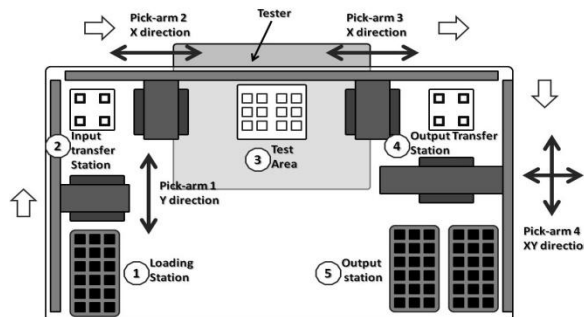 Pick-arm 2
X direction
Tester
Pick-arm 3
X direction
2 Input
transfer
Station
3 Test
Area
4 Output Transfer
Station
Pick-arm 1
Y direction
Pick-arm 4
XY direction
1 Loading
Station
5 Output
station